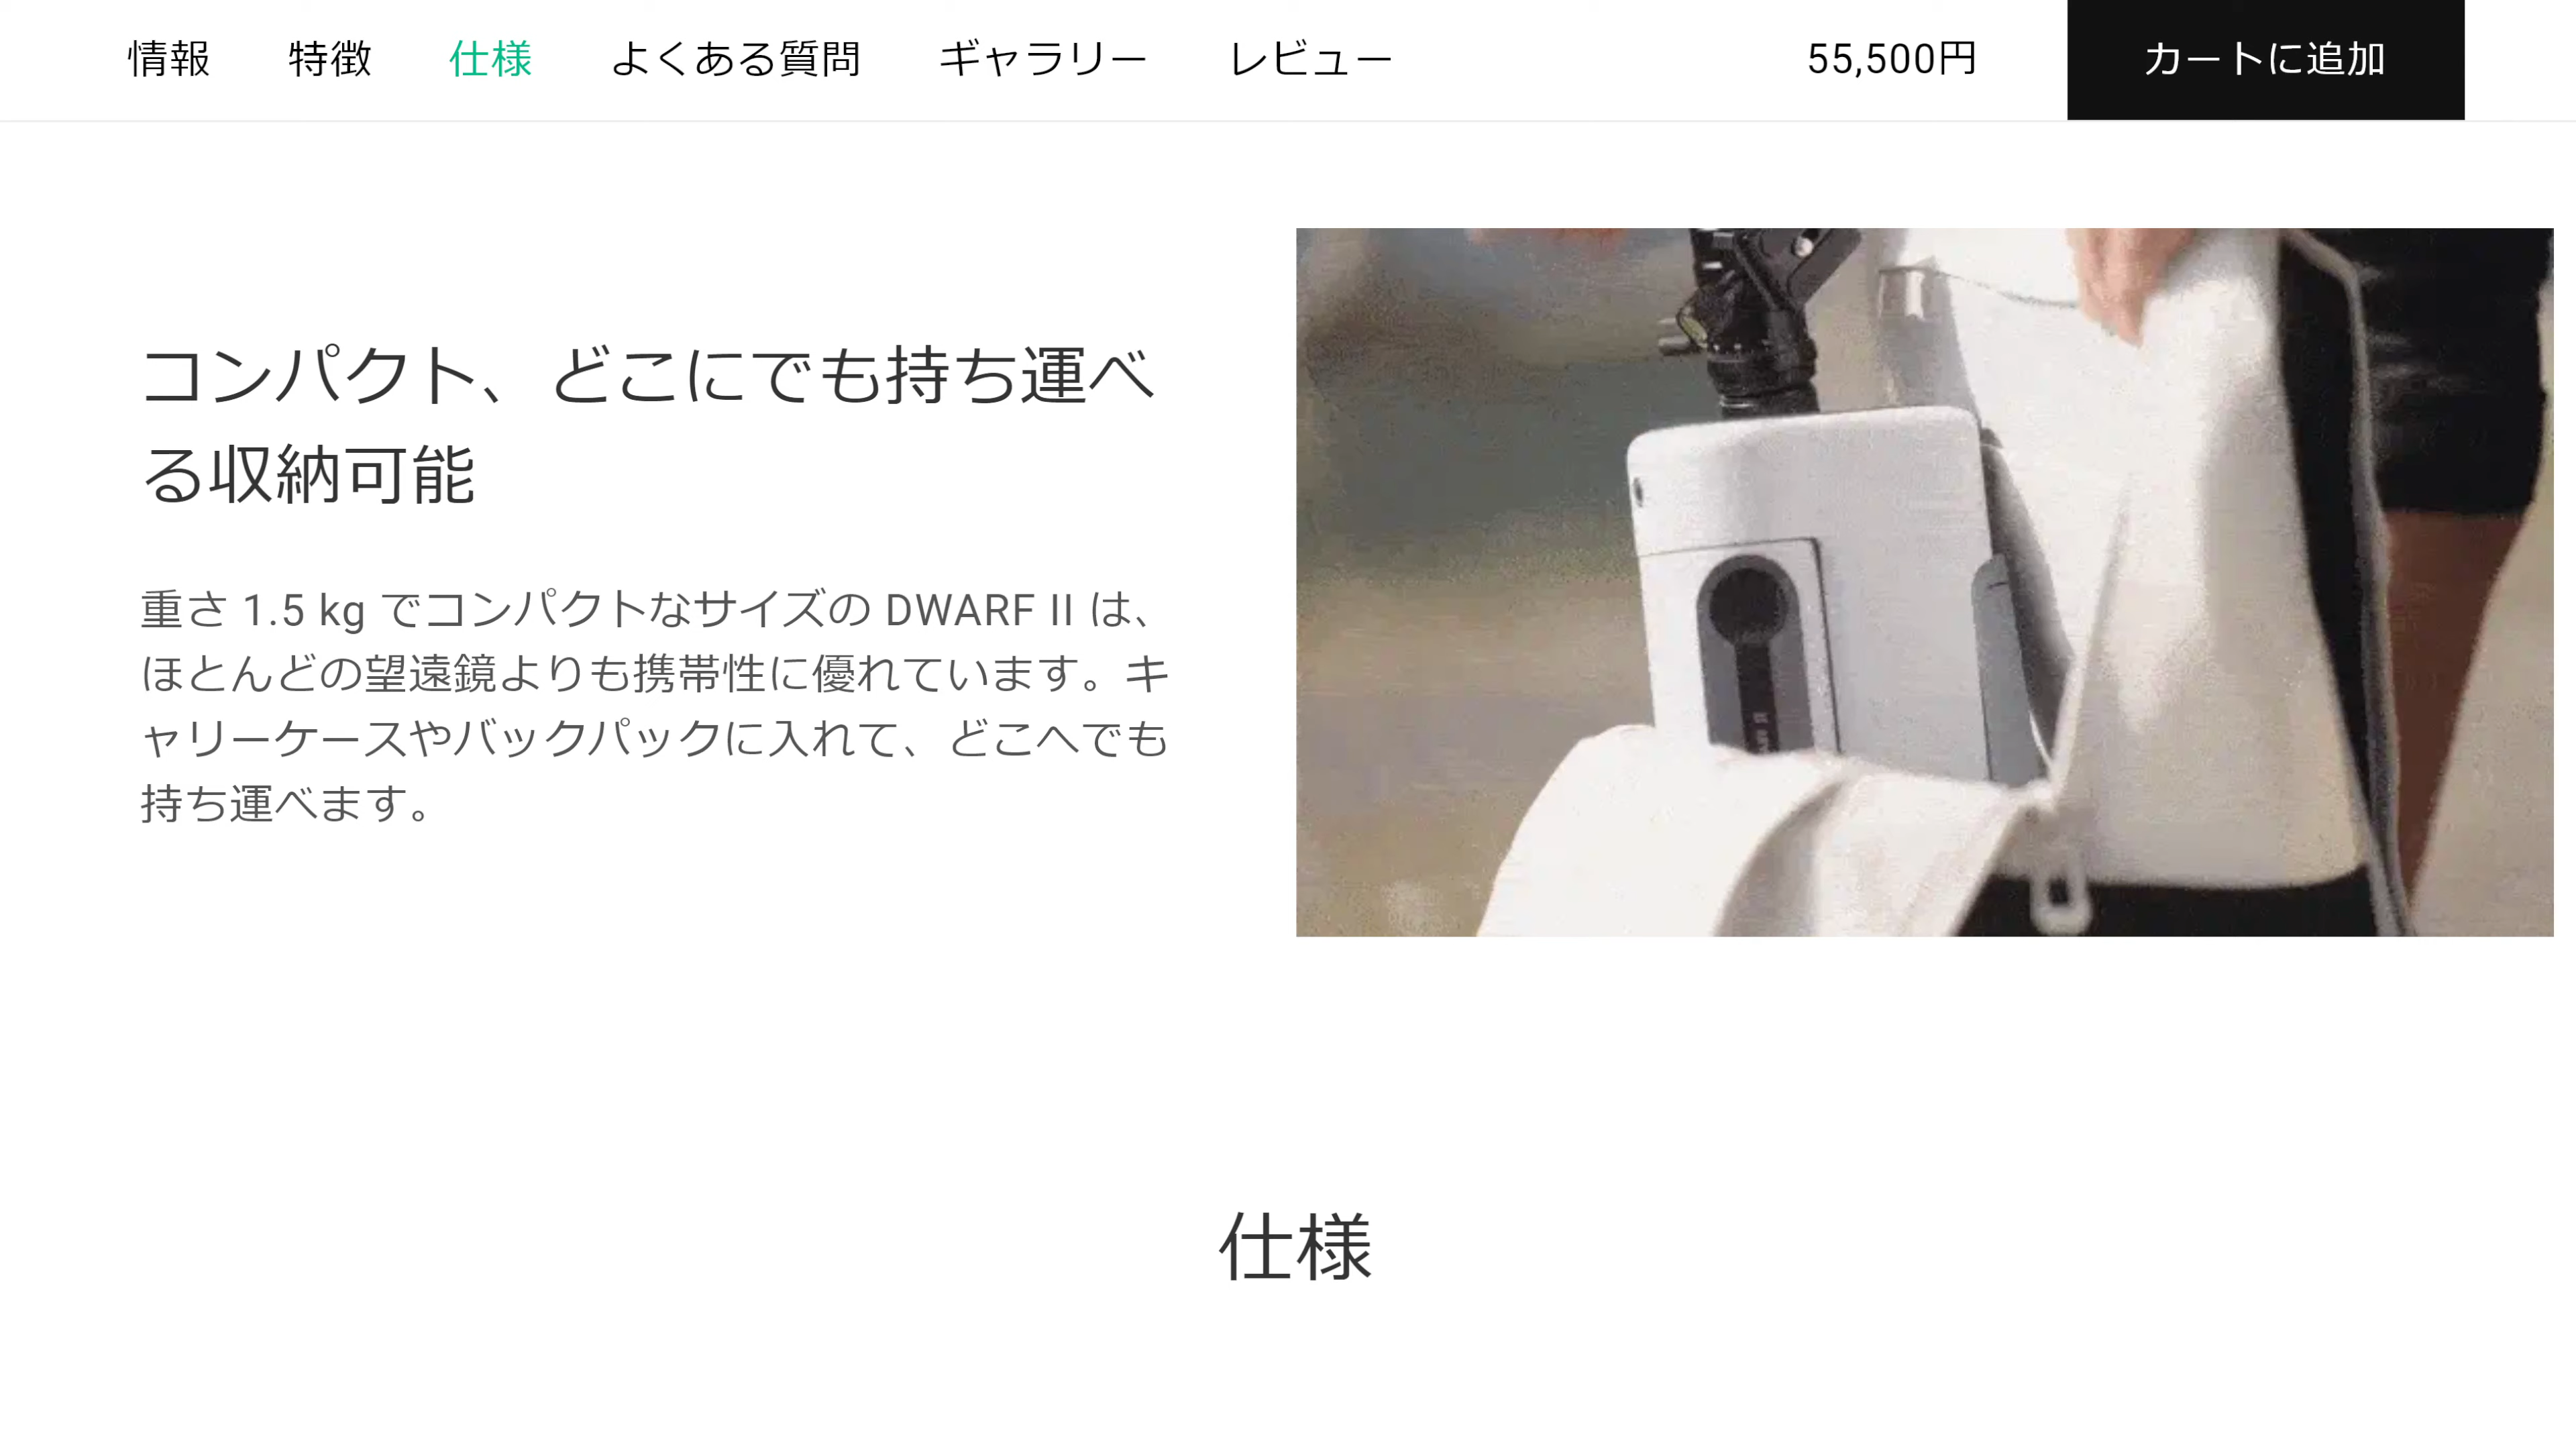 情報 特徴 仕様 よくある質問 ギャラリー レビュー 55,500円 カートに追加
コンパクト、どこにでも持ち運べ
る収納可能
重さ 1.5 kg でコンパクトなサイズの DWARF II は、
ほとんどの望遠鏡よりも携帯性に優れています。キ
ャリーケースやバックパックに入れて、どこへでも
持ち運べます。
仕様